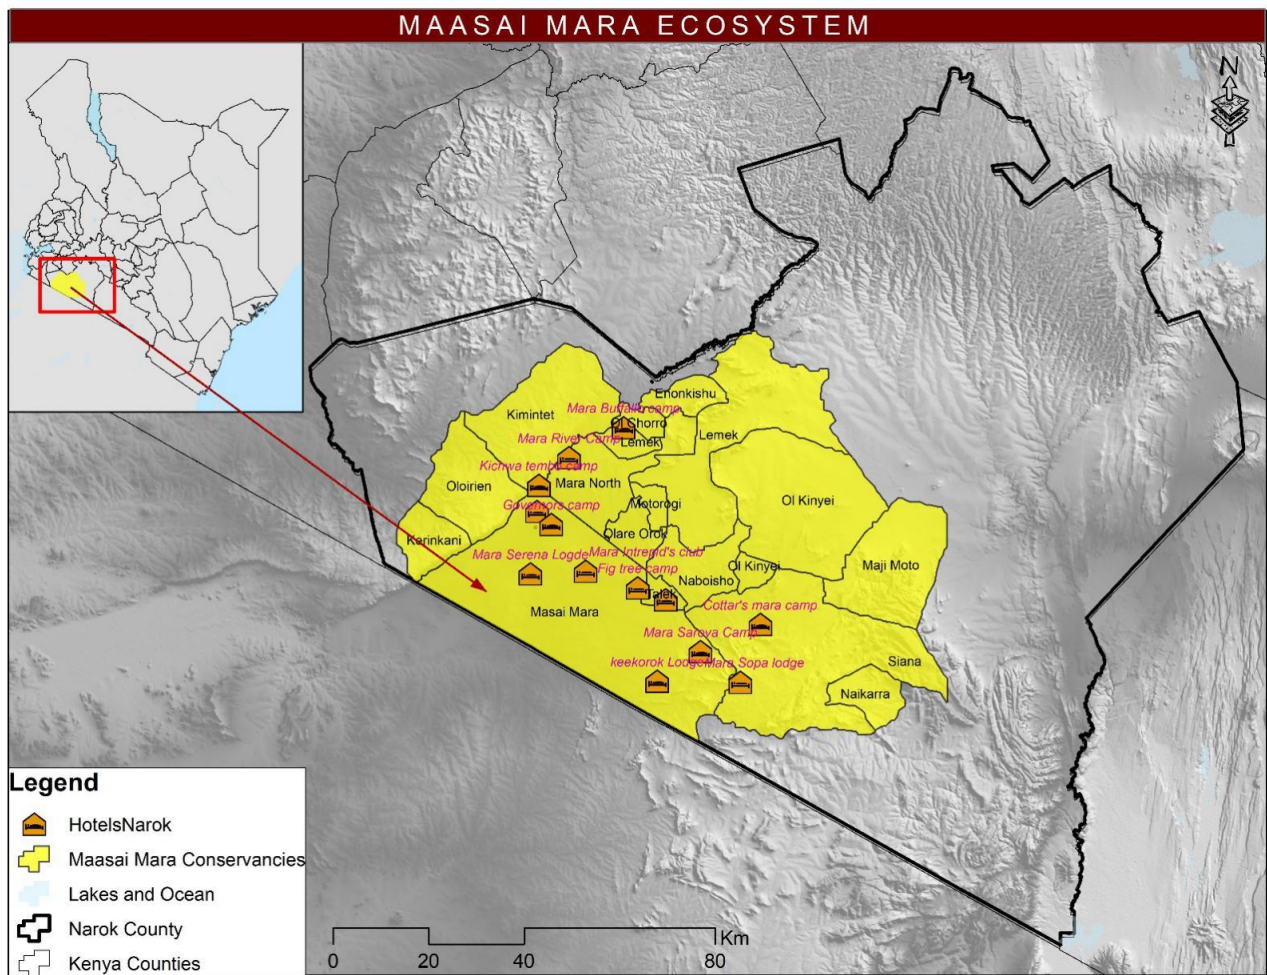 MAASAI MARA ECOSYSTEM
N
Enonkishu
Mara Buffallo camp
Kimintet
Ol Chorro
Lemek
Mara River Camp
Lemek
Kichwa tembo camp
Oloirien
Mara North
Ol Kinyei
Motorogi
Governors camp
Olare Orok
Kerinkani
Mara Serena Logde
Mara Intrepid's club
Ol Kinyei
Maji Moto
Fig tree camp
Naboisho
Talek
Masai Mara
Cottar's mara camp
Mara Sarova Camp
keekorok Lodge
Mara Sopa lodge
Siana
Naikarra
Legend
HotelsNarok
Maasai Mara Conservancies
Lakes and Ocean
Narok County
Kenya Counties
Km
0 20 40 80